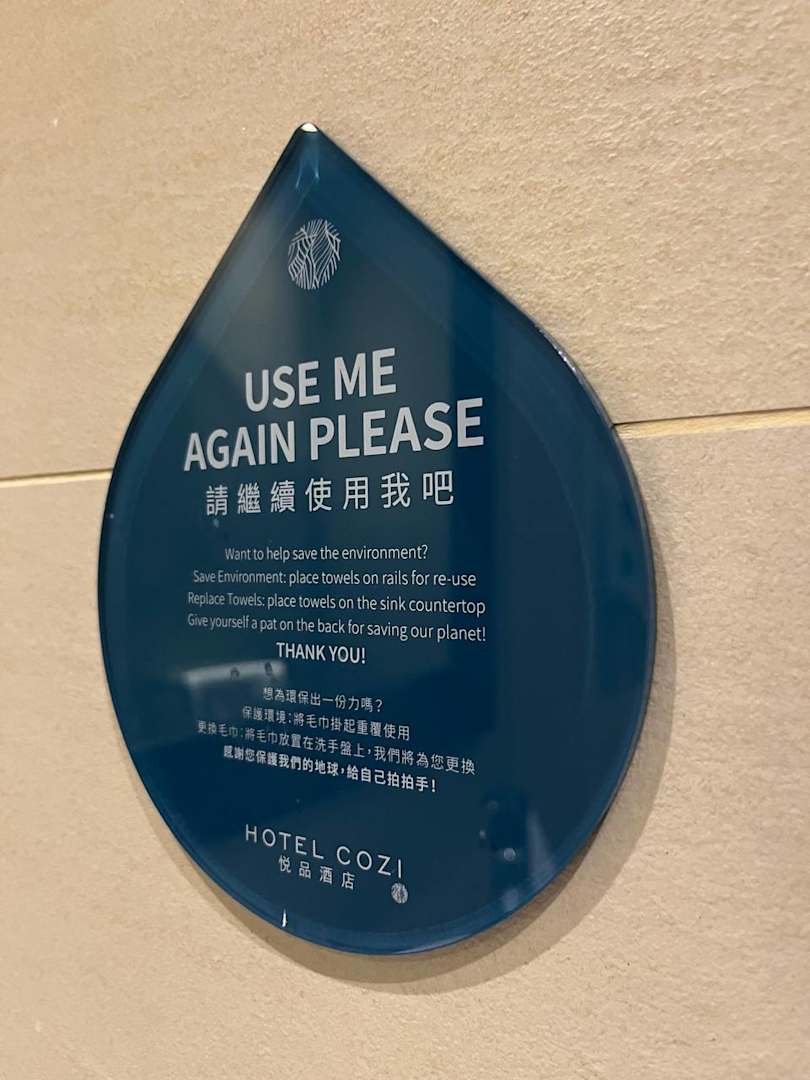 USE ME
AGAIN PLEASE
請繼續使用我吧
Want to help save the environment?
Save Environment: place towels on rails for re-use
Replace Towels: place towels on the sink countertop
Give yourself a pat on the back for saving our planet!
THANK YOU!
想為環保出一份力嗎？
保護環境：將毛巾掛起重覆使用
更換毛巾：將毛巾放置在洗手盤上，我們將為您更換
感謝您保護我們的地球，給自己拍拍手！
HOTEL COZI
悦品酒店